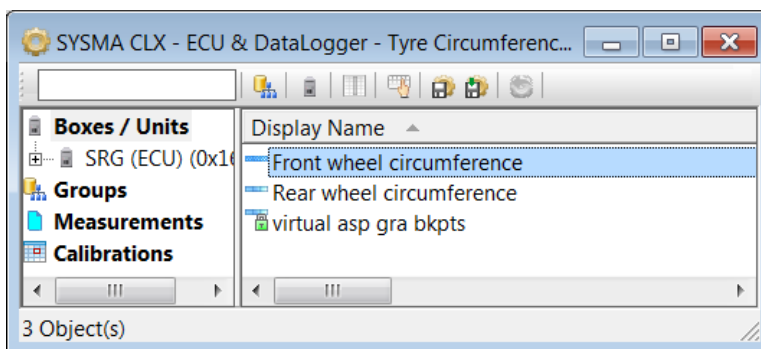 SYSMA CLX - ECU & DataLogger - Tyre Circumferenc...
Boxes / Units
SRG (ECU) (0x16
Groups
Measurements
Calibrations
Display Name
Front wheel circumference
Rear wheel circumference
virtual asp gra bkpts
3 Object(s)